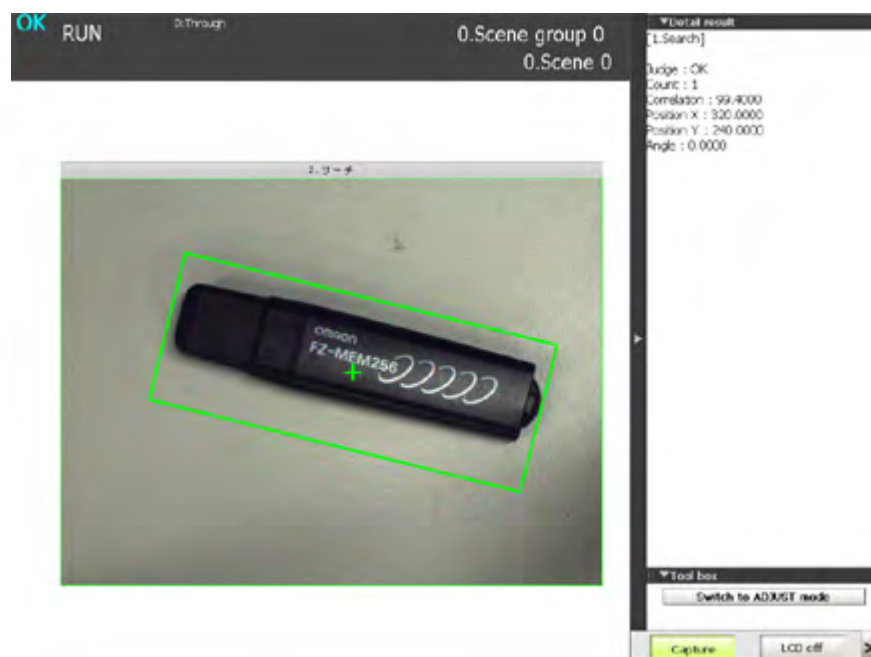 OK
RUN
0:Through
0.Scene group 0
0.Scene 0
1.サーチ
OMRON
FZ-MEM256
▼Detail result
[1.Search]
Judge : OK
Count : 1
Correlation : 99.4000
Position X : 320.0000
Position Y : 240.0000
Angle : 0.0000
▼Tool box
Switch to ADJUST mode
Capture
LCD off